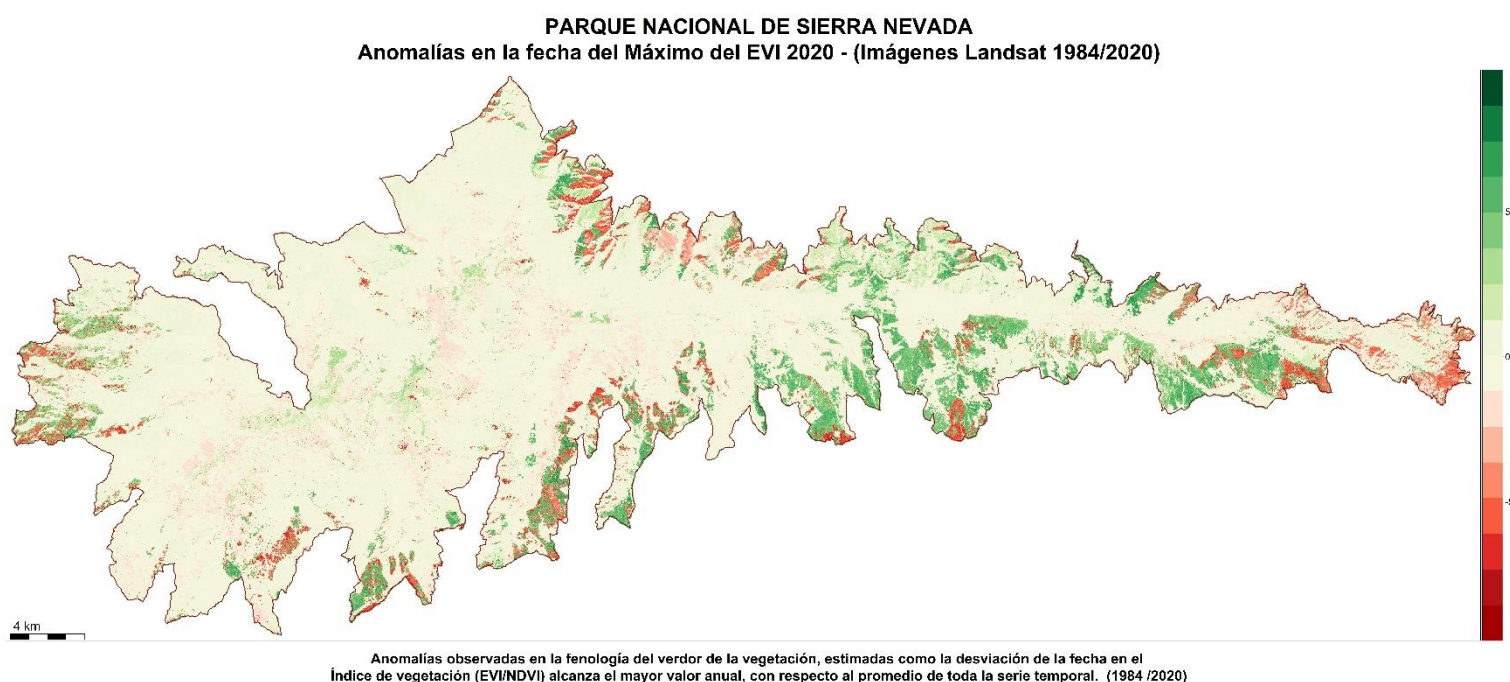 PARQUE NACIONAL DE SIERRA NEVADA
Anomalías en la fecha del Máximo del EVI 2020 - (Imágenes Landsat 1984/2020)
5
0
4 km
Anomalías observadas en la fenología del verdor de la vegetación, estimadas como la desviación de la fecha en el
Índice de vegetación (EVI/NDVI) alcanza el mayor valor anual, con respecto al promedio de toda la serie temporal. (1984 /2020)